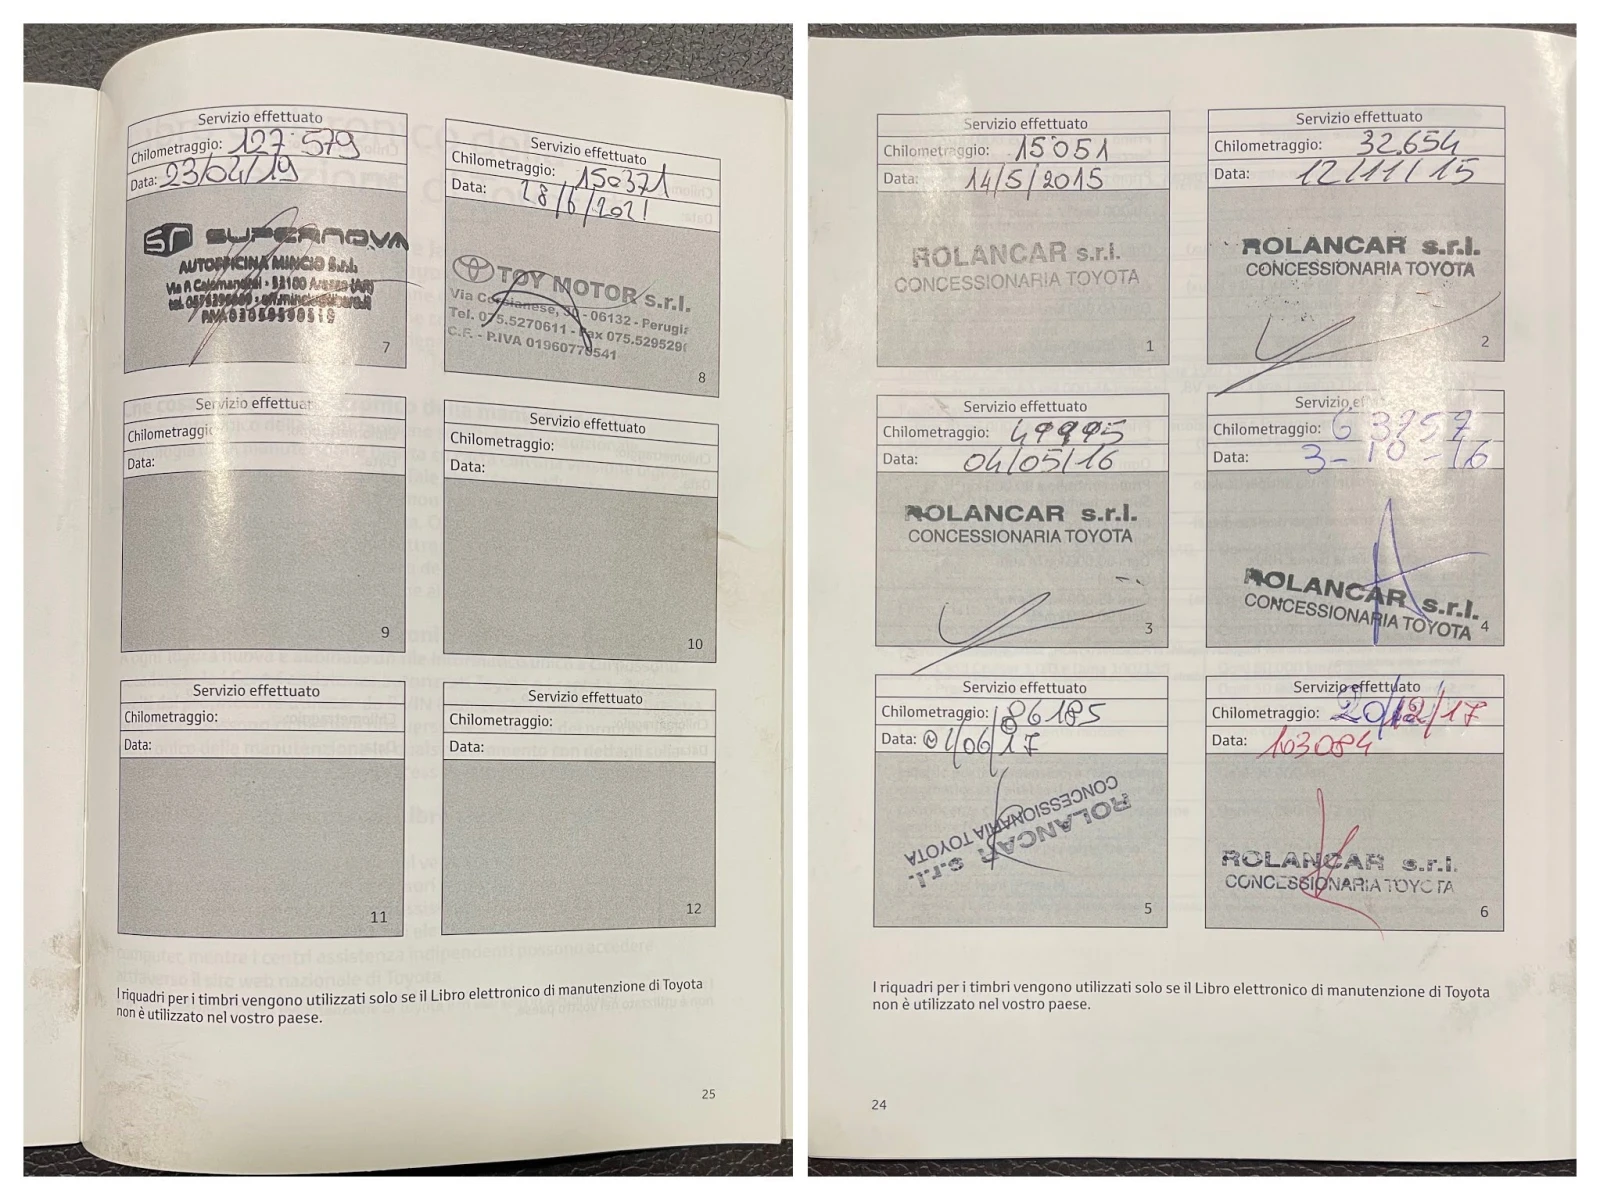 Servizio effettuato
Chilometraggio: 127.579
Data: 23/04/19
SUPERNOVA
AUTOFFICINA MINCIO S.r.l.
7
Servizio effettuato
Chilometraggio: 150371
Data: 28/6/2021
TOY MOTOR s.r.l.
- 06132 - Perugia
Tel. 075.5270611 - Fax 075.529529
C.F. - P.IVA 01960770541
8
Servizio effettuat
Chilometraggi
Data:
9
Servizio effettuato
Chilometraggio:
Data:
10
Servizio effettuato
Chilometraggio:
Data:
11
Servizio effettuato
Chilometraggio:
Data:
12
I riquadri per i timbri vengono utilizzati solo se il Libro elettronico di manutenzione di Toyota
non è utilizzato nel vostro paese.
25
Servizio effettuato
Chilometraggio: 15051
Data: 14/5/2015
ROLANCAR s.r.l.
CONCESSIONARIA TOYOTA
1
Servizio effettuato
Chilometraggio: 32.654
Data: 12/11/15
ROLANCAR s.r.l.
CONCESSIONARIA TOYOTA
2
Servizio effettuato
Chilometraggio: 49995
Data: 04/05/16
ROLANCAR s.r.l.
CONCESSIONARIA TOYOTA
3
Servizio ef
Chilometraggio: 63957
Data: 3-10-16
ROLANCAR s.r.l.
CONCESSIONARIA TOYOTA
4
Servizio effettuato
Chilometraggio: 86185
Data: 01/06/17
ROLANCAR s.r.l.
CONCESSIONARIA TOYOTA
5
Servizio effettuato
Chilometraggio: 20/12/17
Data: 103084
ROLANCAR s.r.l.
CONCESSIONARIA TOYOTA
6
I riquadri per i timbri vengono utilizzati solo se il Libro elettronico di manutenzione di Toyota
non è utilizzato nel vostro paese.
24